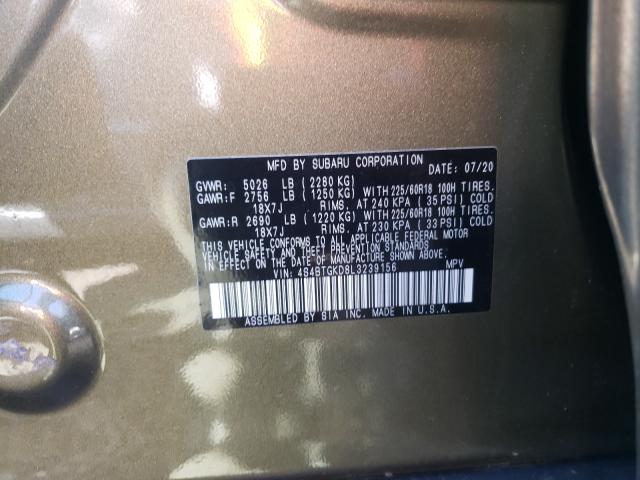 MFD BY SUBARU CORPORATION
DATE: 07/20
GVWR: 5026 LB (2280 KG)
GAWR:F 2756 LB (1250 KG) WITH 225/60R18 100H TIRES.
18X7J RIMS. AT 240 KPA (35 PSI) COLD
GAWR:R 2690 LB (1220 KG) WITH 225/60R18 100H TIRES.
18X7J RIMS. AT 230 KPA (33 PSI) COLD
THIS VEHICLE CONFORMS TO ALL APPLICABLE FEDERAL MOTOR
VEHICLE SAFETY AND THEFT PREVENTION STANDARDS
IN EFFECT ON THE DATE OF MANUFACTURE SHOWN ABOVE.
VIN: 4S4BTGKD8L3239156 MPV
ASSEMBLED BY SIA INC. MADE IN U.S.A.